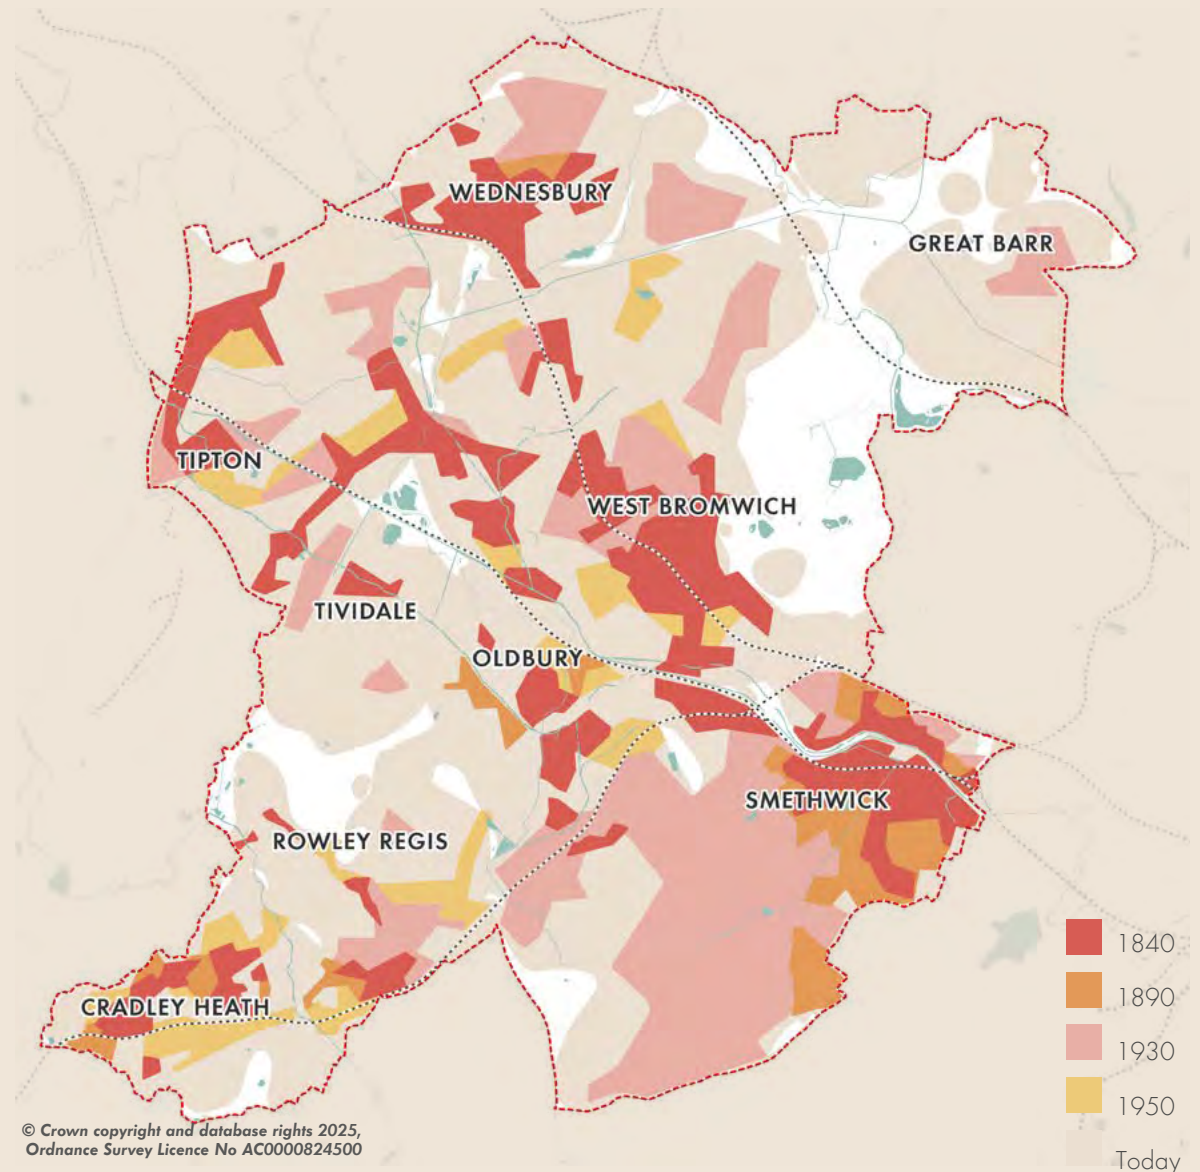 WEDNESBURY
GREAT BARR
TIPTON
WEST BROMWICH
TIVIDALE
OLDBURY
SMETHWICK
ROWLEY REGIS
CRADLEY HEATH
1840
1890
1930
1950
Today
© Crown copyright and database rights 2025,
Ordnance Survey Licence No AC0000824500